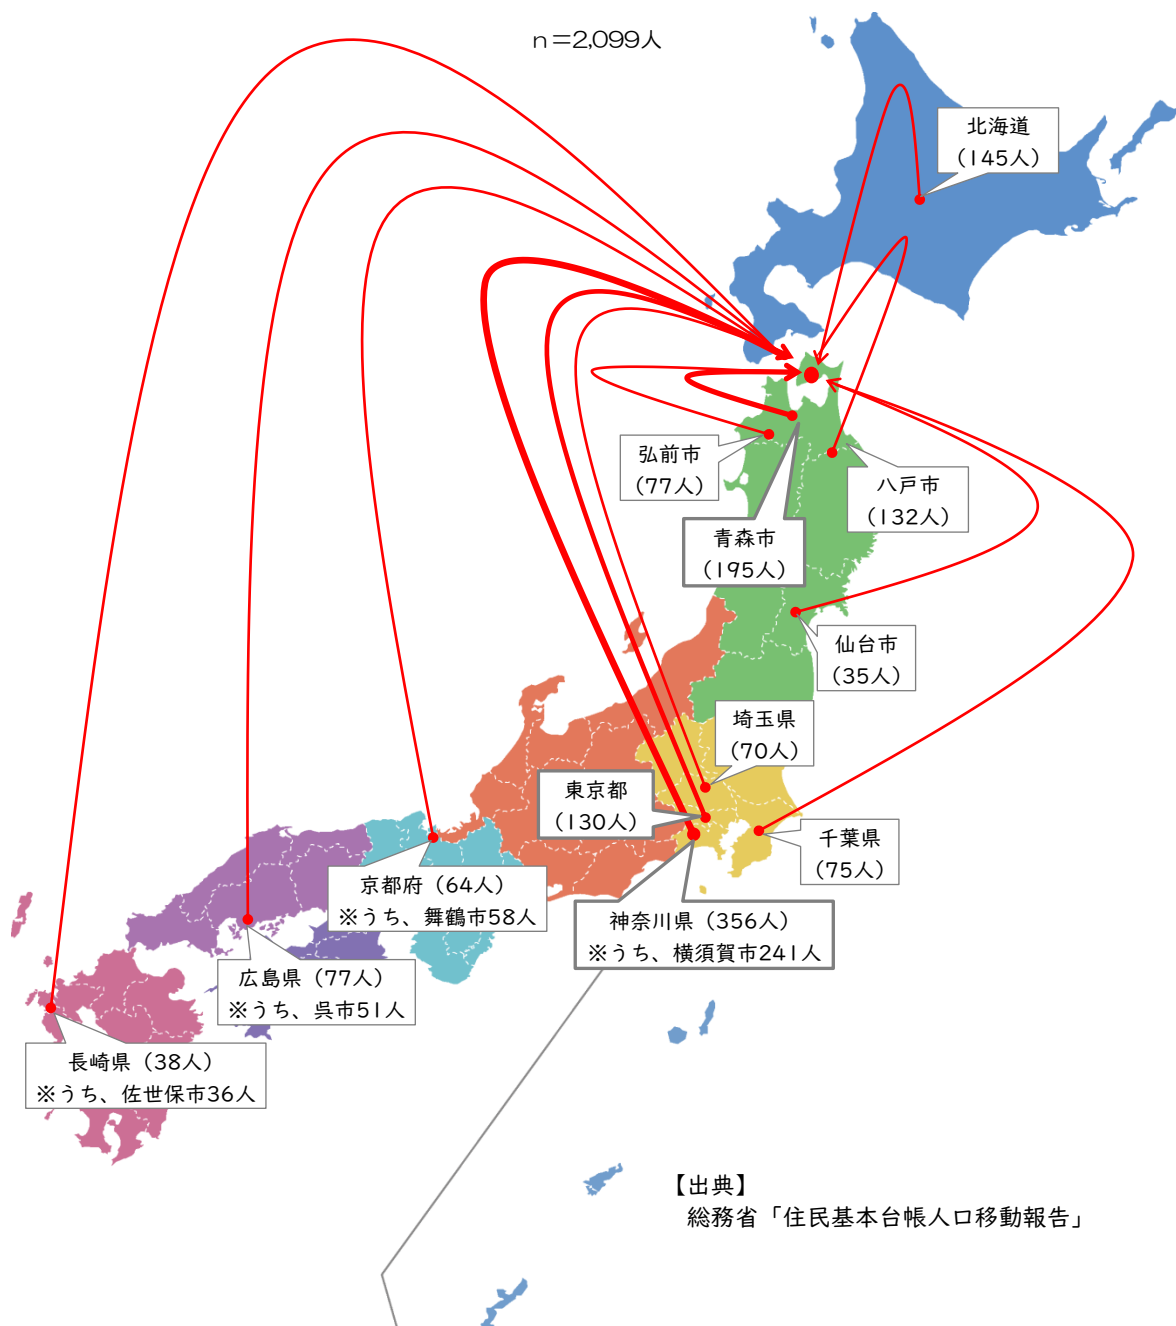 n=2,099人
北海道
(145人)
弘前市
(77人)
八戸市
(132人)
青森市
(195人)
仙台市
(35人)
埼玉県
(70人)
東京都
(130人)
千葉県
(75人)
京都府(64人)
※うち、舞鶴市58人
神奈川県(356人)
※うち、横須賀市241人
広島県(77人)
※うち、呉市51人
長崎県(38人)
※うち、佐世保市36人
【出典】
総務省「住民基本台帳人口移動報告」